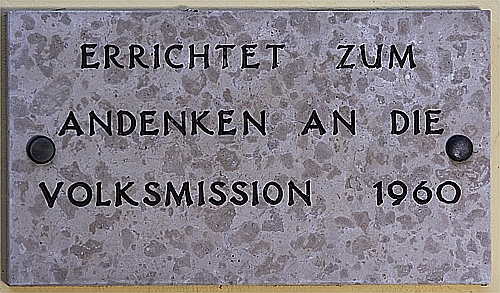 ERRICHTET ZUM
ANDENKEN AN DIE
VOLKSMISSION 1960